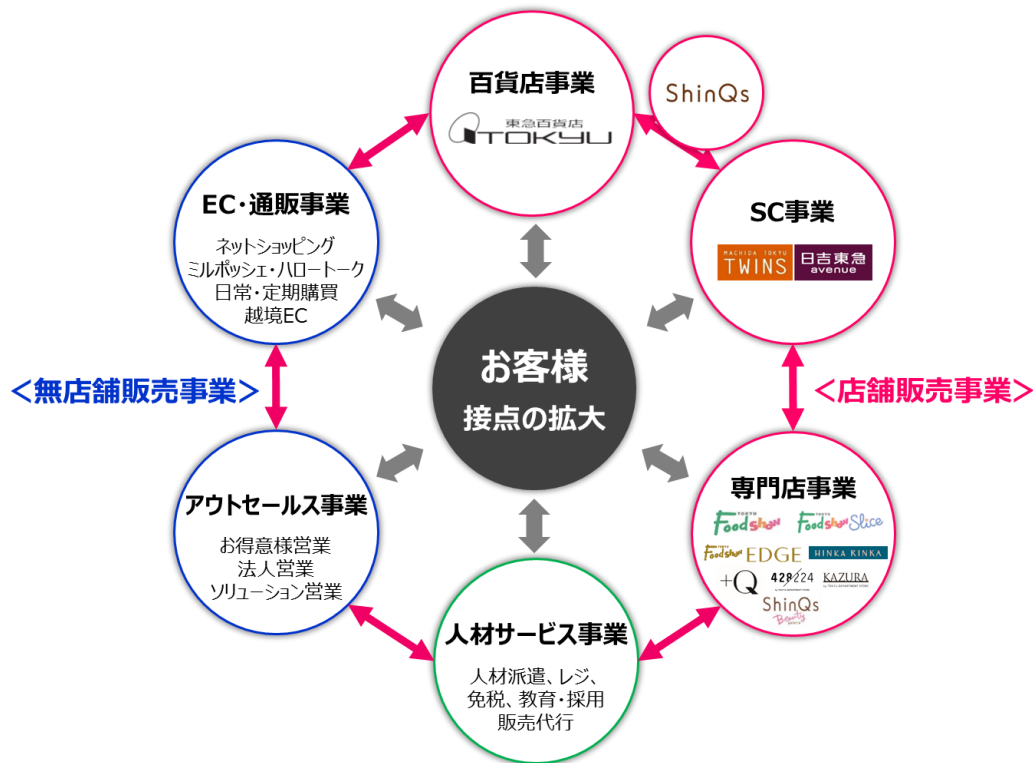 百貨店事業
東急百貨店
TOKYU
ShinQs
EC・通販事業
ネットショッピング
ミルポッシェ・ハロートーク
日常・定期購買
越境EC
SC事業
MACHIDA TOKYU
TWINS
日吉東急
avenue
お客様
接点の拡大
＜無店舗販売事業＞
＜店舗販売事業＞
アウトセールス事業
お得意様営業
法人営業
ソリューション営業
専門店事業
TOKYU
Foodshow
TOKYU
Foodshow Slice
TOKYU
Foodshow EDGE
HINKA RINKA
+Q
428/224
KAZURA
ShinQs
Beauty
人材サービス事業
人材派遣、レジ、
免税、教育・採用
販売代行